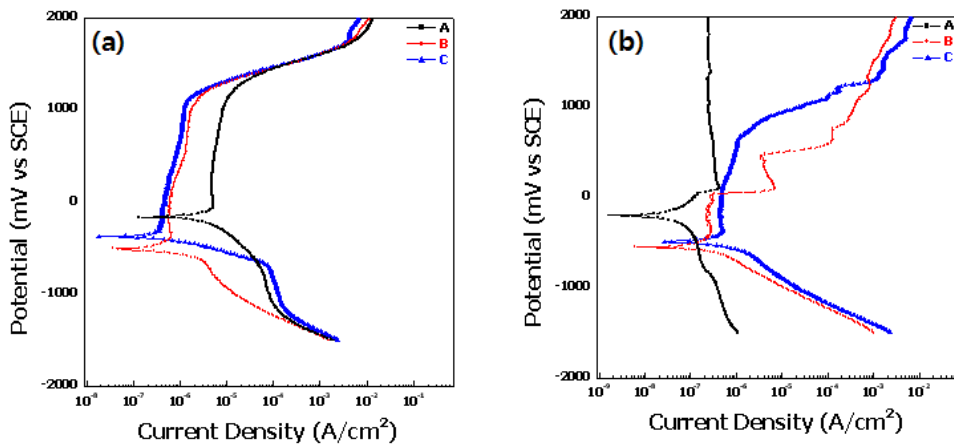 (a)
A
B
C
2000
1000
0
-1000
-2000
Potential (mV vs SCE)
10⁻⁸ 10⁻⁷ 10⁻⁶ 10⁻⁵ 10⁻⁴ 10⁻³ 10⁻² 10⁻¹
Current Density (A/cm²)
(b)
A
B
C
2000
1000
0
-1000
-2000
Potential (mV vs SCE)
10⁻⁹ 10⁻⁸ 10⁻⁷ 10⁻⁶ 10⁻⁵ 10⁻⁴ 10⁻³ 10⁻²
Current Density (A/cm²)